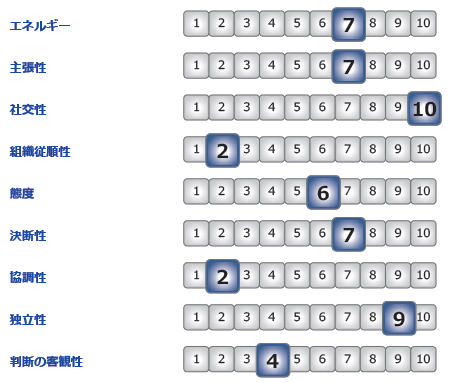 エネルギー 1 2 3 4 5 6 7 8 9 10
主張性 1 2 3 4 5 6 7 8 9 10
社交性 1 2 3 4 5 6 7 8 9 10
組織従順性 1 2 3 4 5 6 7 8 9 10
態度 1 2 3 4 5 6 7 8 9 10
決断性 1 2 3 4 5 6 7 8 9 10
協調性 1 2 3 4 5 6 7 8 9 10
独立性 1 2 3 4 5 6 7 8 9 10
判断の客観性 1 2 3 4 5 6 7 8 9 10